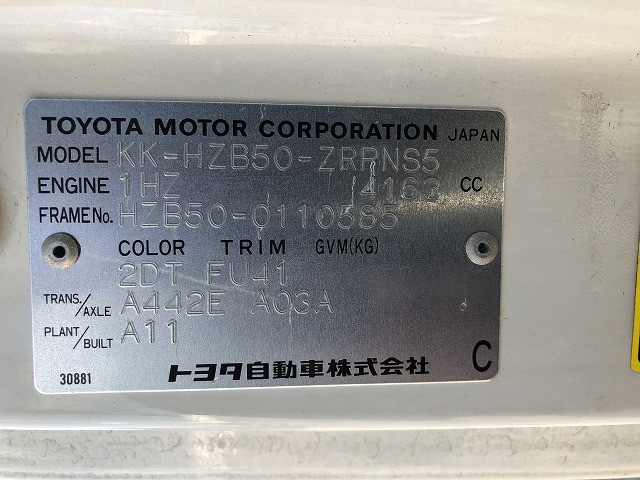 TOYOTA MOTOR CORPORATION JAPAN
MODEL KK-HZB50-ZRPNS5
ENGINE 1HZ 4163 CC
FRAME No. HZB50-0110585
COLOR TRIM GVM(KG)
2DT FU41
TRANS./AXLE A442E A03A
PLANT/BUILT A11
30881 トヨタ自動車株式会社 C